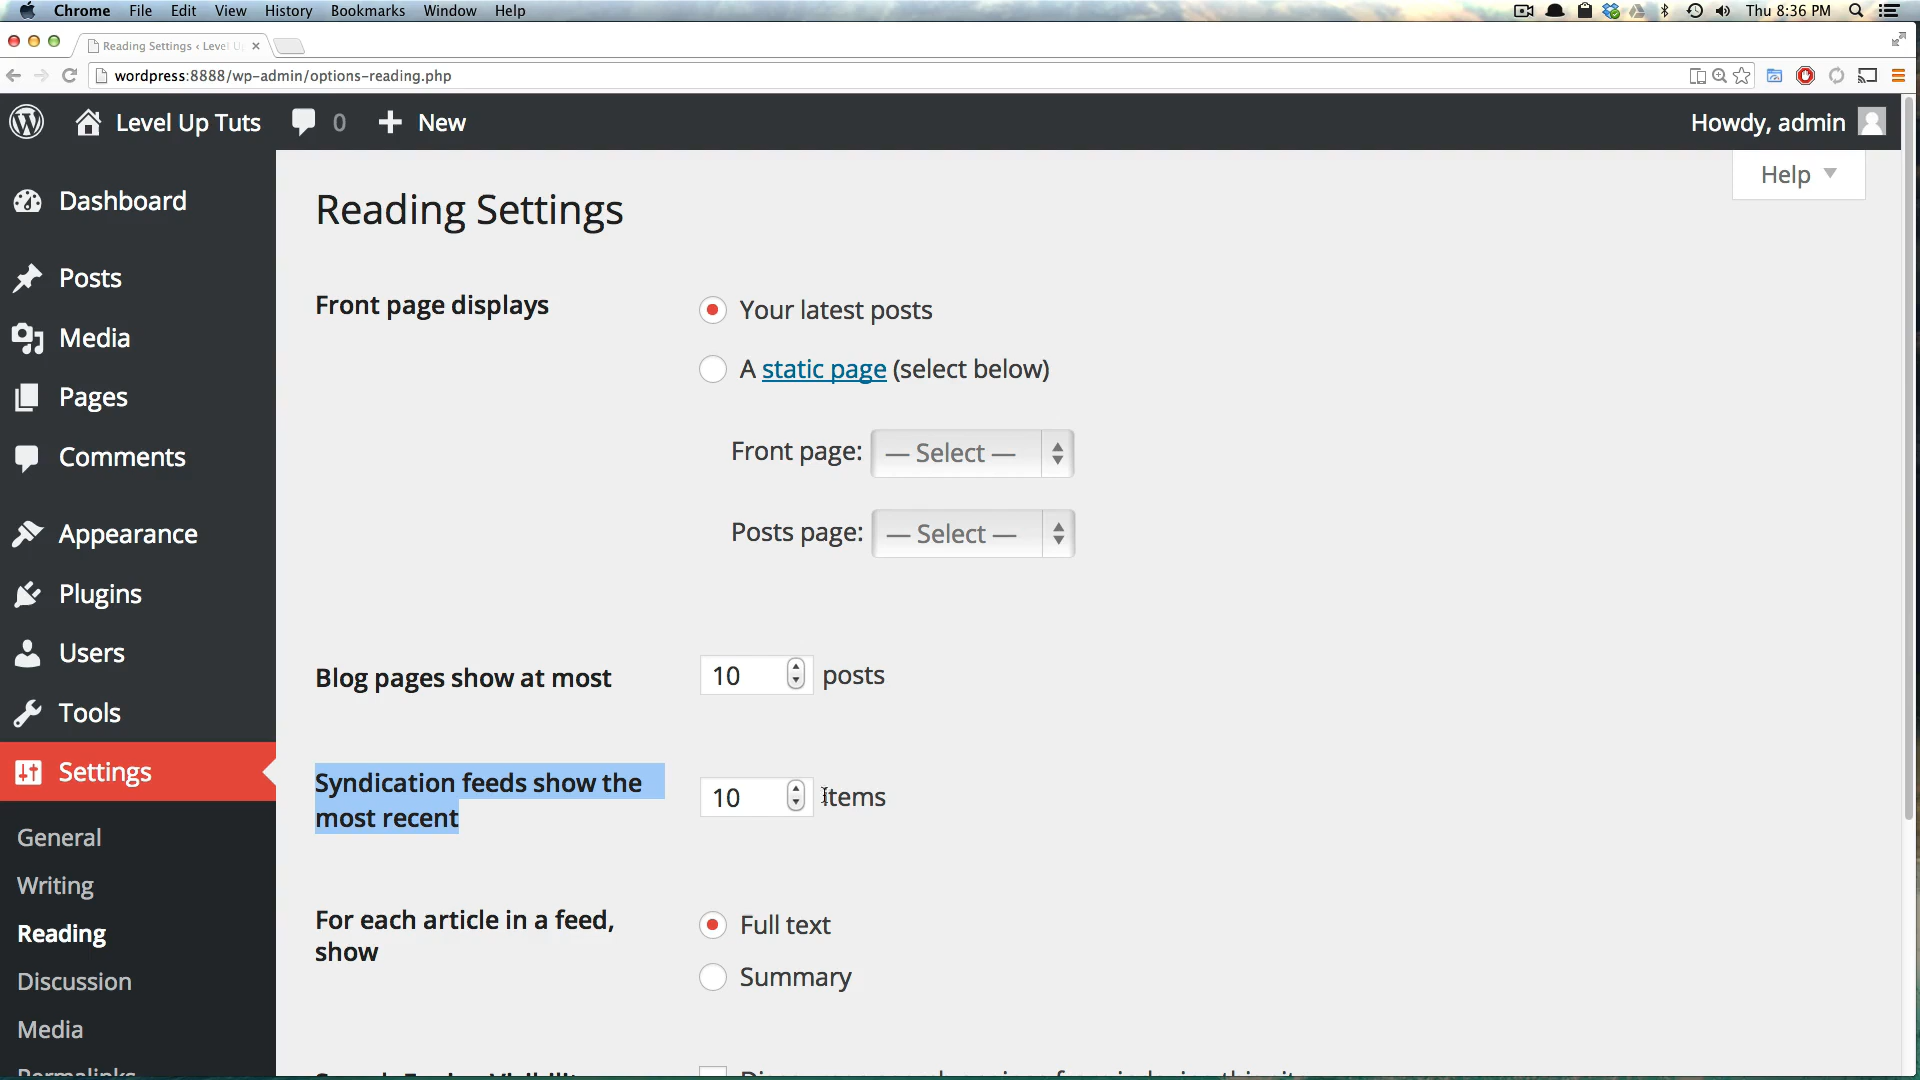 Chrome File Edit View History Bookmarks Window Help Thu 8:36 PM
Reading Settings ‹ Level U
wordpress:8888/wp-admin/options-reading.php
Level Up Tuts 0 New Howdy, admin
Help
Dashboard
Posts
Media
Pages
Comments
Appearance
Plugins
Users
Tools
Settings
General
Writing
Reading
Discussion
Media
Permalinks
Reading Settings
Front page displays
Your latest posts
A static page (select below)
Front page: — Select —
Posts page: — Select —
Blog pages show at most
10 posts
Syndication feeds show the
most recent
10 items
For each article in a feed,
show
Full text
Summary